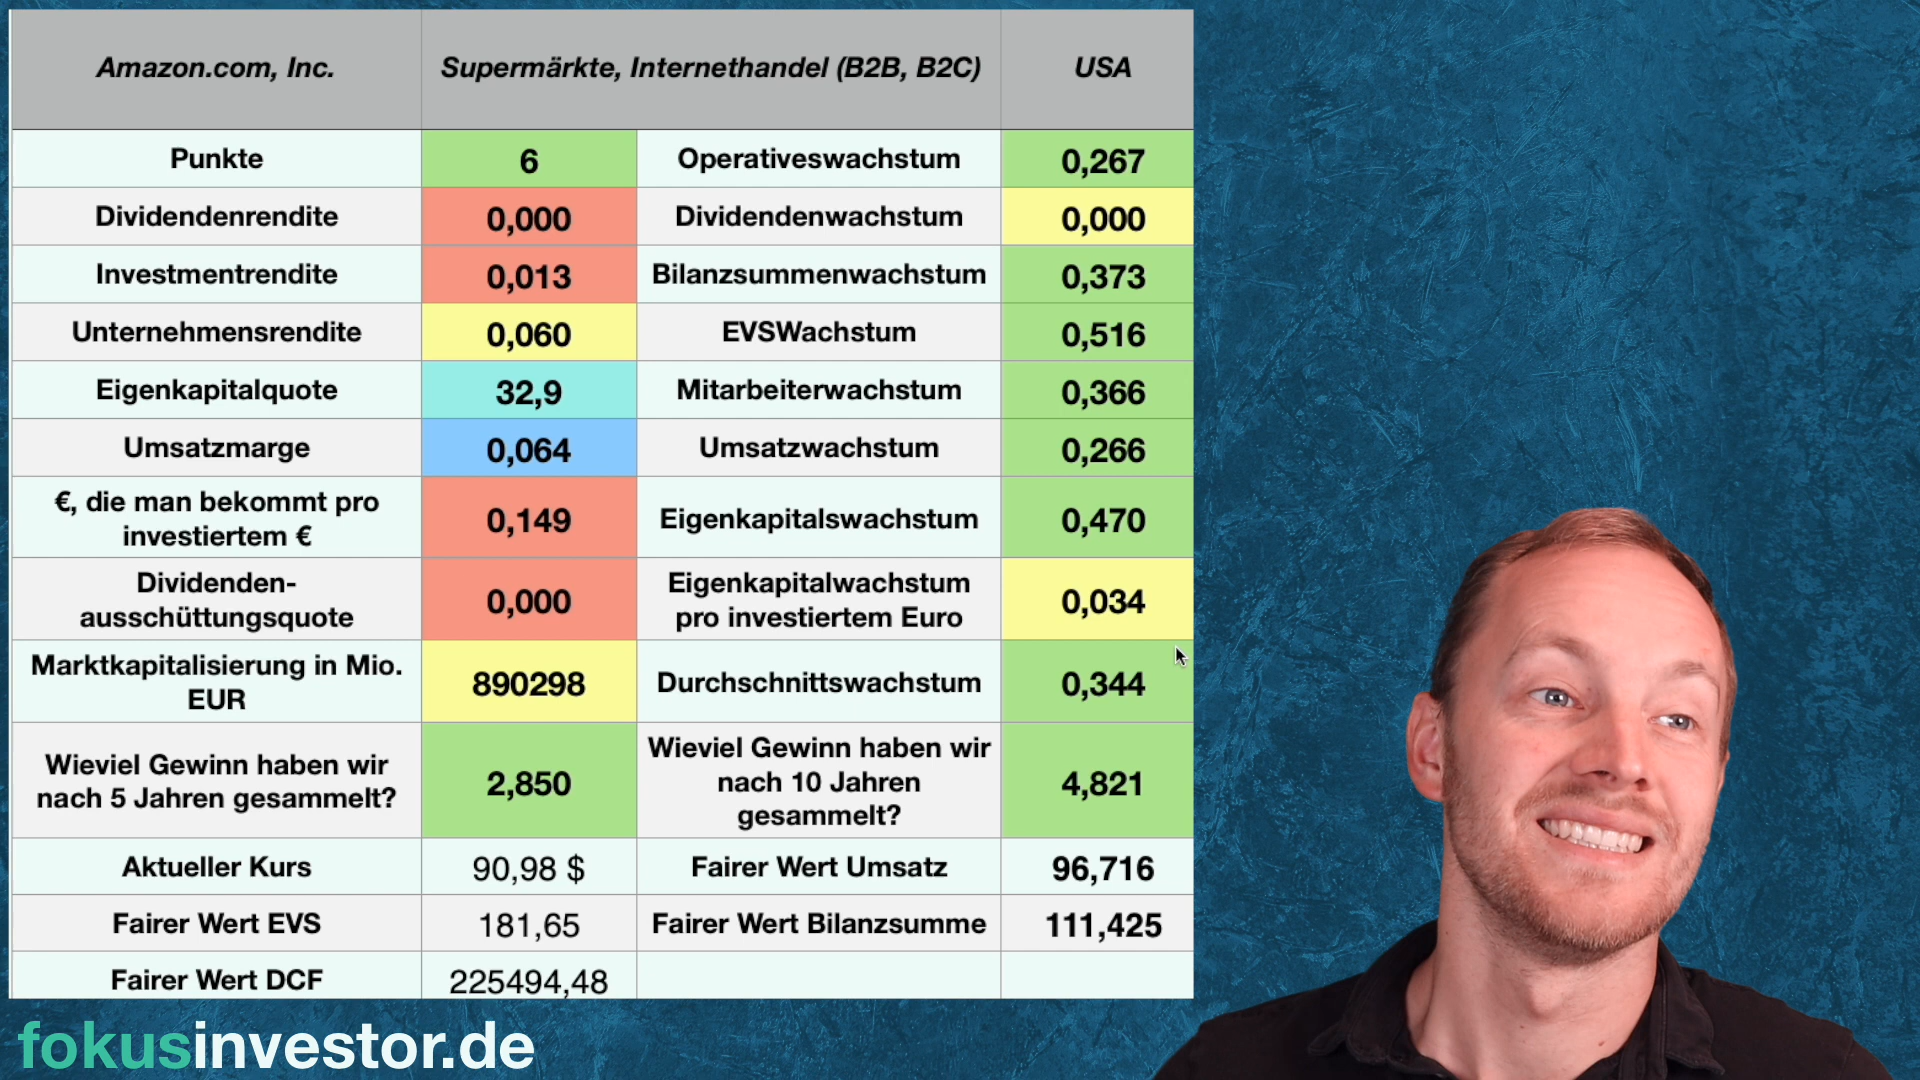 Amazon.com, Inc. Supermärkte, Internethandel (B2B, B2C) USA
Punkte 6 Operativeswachstum 0,267
Dividendenrendite 0,000 Dividendenwachstum 0,000
Investmentrendite 0,013 Bilanzsummenwachstum 0,373
Unternehmensrendite 0,060 EVSWachstum 0,516
Eigenkapitalquote 32,9 Mitarbeiterwachstum 0,366
Umsatzmarge 0,064 Umsatzwachstum 0,266
€, die man bekommt pro
investiertem €
0,149
Eigenkapitalswachstum
0,470
Dividenden-
ausschüttungsquote
0,000
Eigenkapitalwachstum
pro investiertem Euro
0,034
Marktkapitalisierung in Mio.
EUR
890298
Durchschnittswachstum
0,344
Wieviel Gewinn haben wir
nach 5 Jahren gesammelt?
2,850
Wieviel Gewinn haben wir
nach 10 Jahren
gesammelt?
4,821
Aktueller Kurs 90,98 $ Fairer Wert Umsatz 96,716
Fairer Wert EVS 181,65 Fairer Wert Bilanzsumme 111,425
Fairer Wert DCF 225494,48
fokusinvestor.de